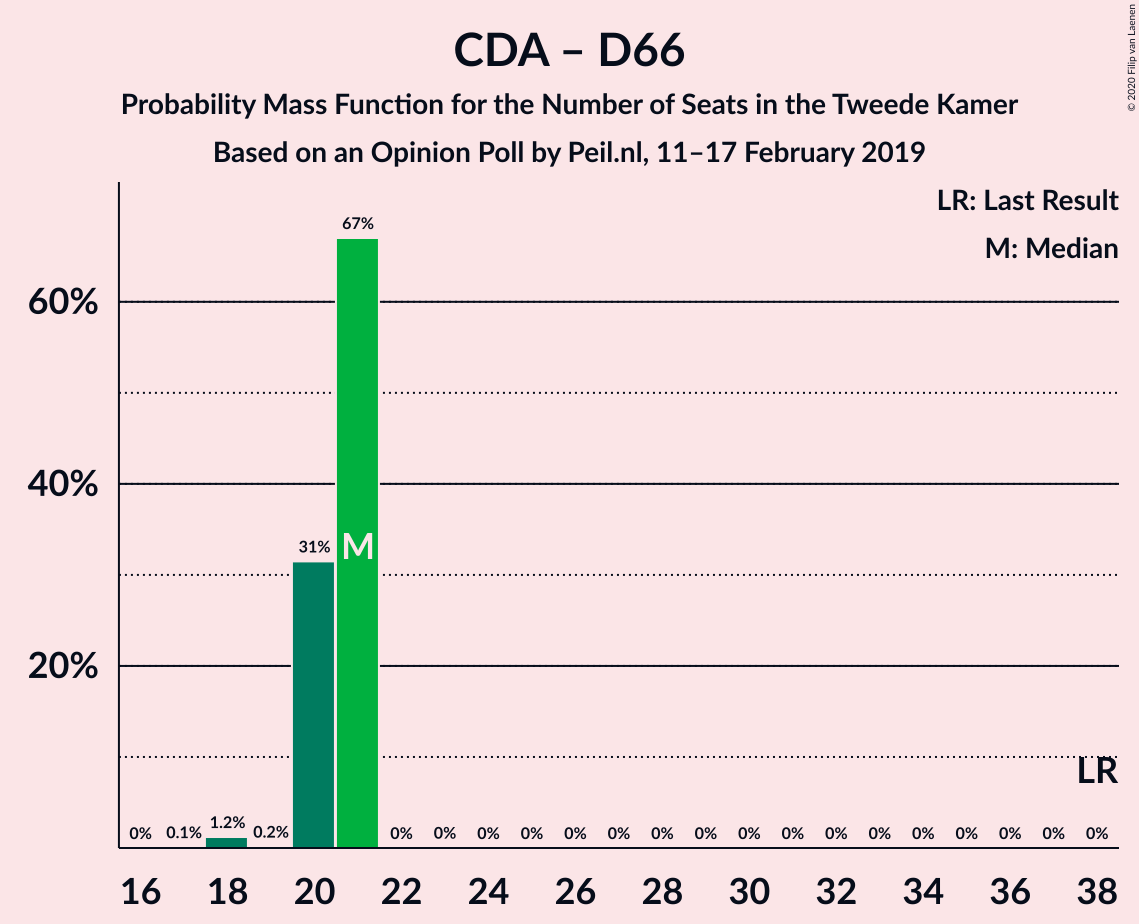 CDA – D66
Probability Mass Function for the Number of Seats in the Tweede Kamer
Based on an Opinion Poll by Peil.nl, 11–17 February 2019
© 2020 Filip van Laenen
LR: Last Result
M: Median
60%
40%
20%
0% 0.1% 1.2% 0.2% 31% 67% 0% 0% 0% 0% 0% 0% 0% 0% 0% 0% 0% 0% 0% 0% 0% 0% 0%
M
LR
16 18 20 22 24 26 28 30 32 34 36 38